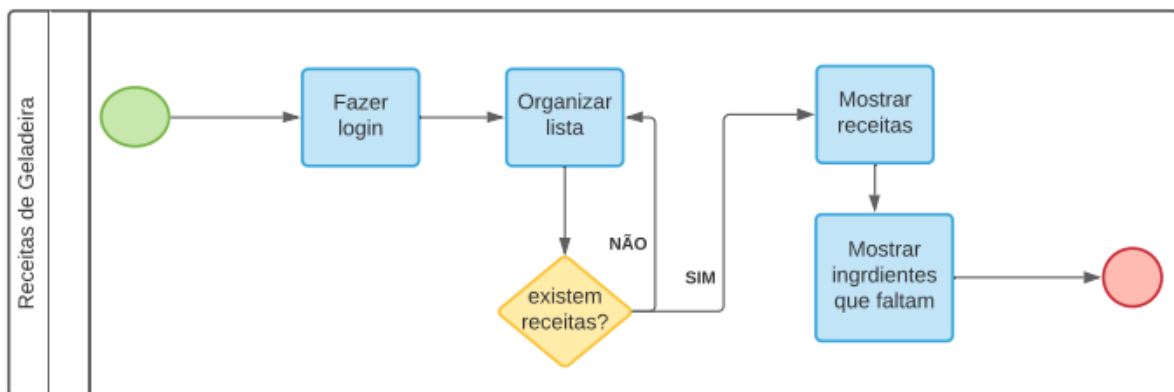 Receitas de Geladeira
Fazer
login
Organizar
lista
existem
receitas?
NÃO
SIM
Mostrar
receitas
Mostrar
ingrdientes
que faltam